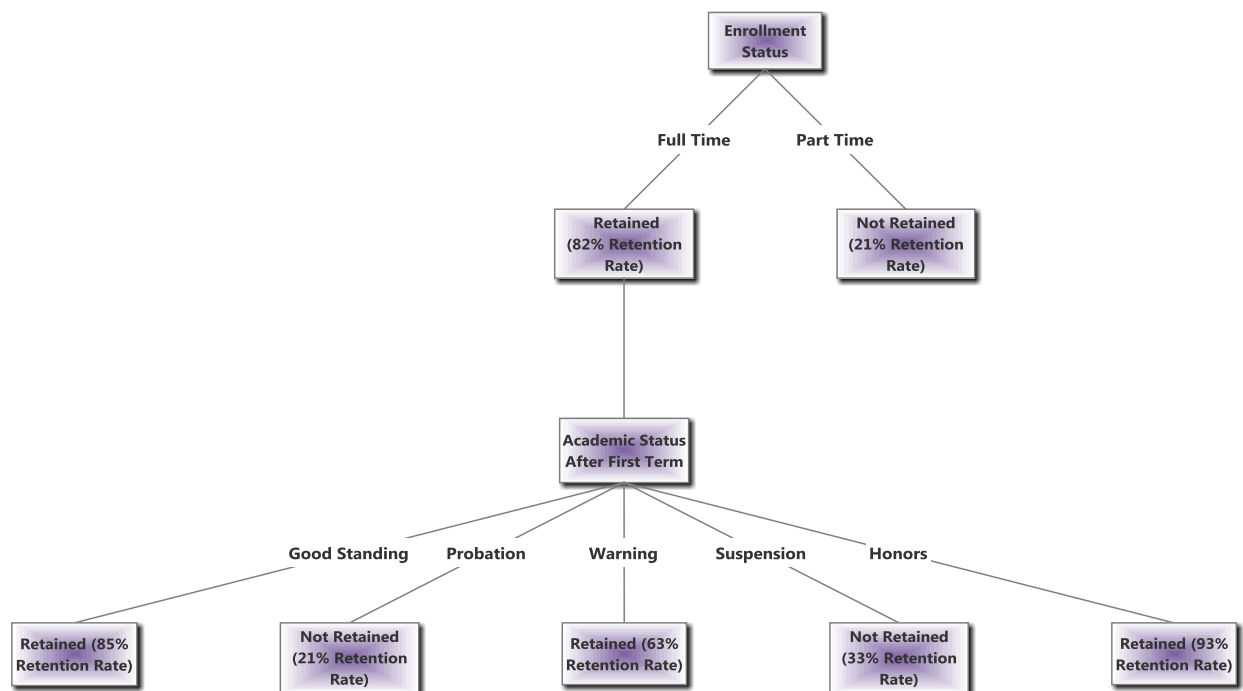 Enrollment
Status
Full Time
Part Time
Retained
(82% Retention
Rate)
Not Retained
(21% Retention
Rate)
Academic Status
After First Term
Good Standing
Probation
Warning
Suspension
Honors
Retained (85%
Retention Rate)
Not Retained
(21% Retention
Rate)
Retained (63%
Retention Rate)
Not Retained
(33% Retention
Rate)
Retained (93%
Retention Rate)